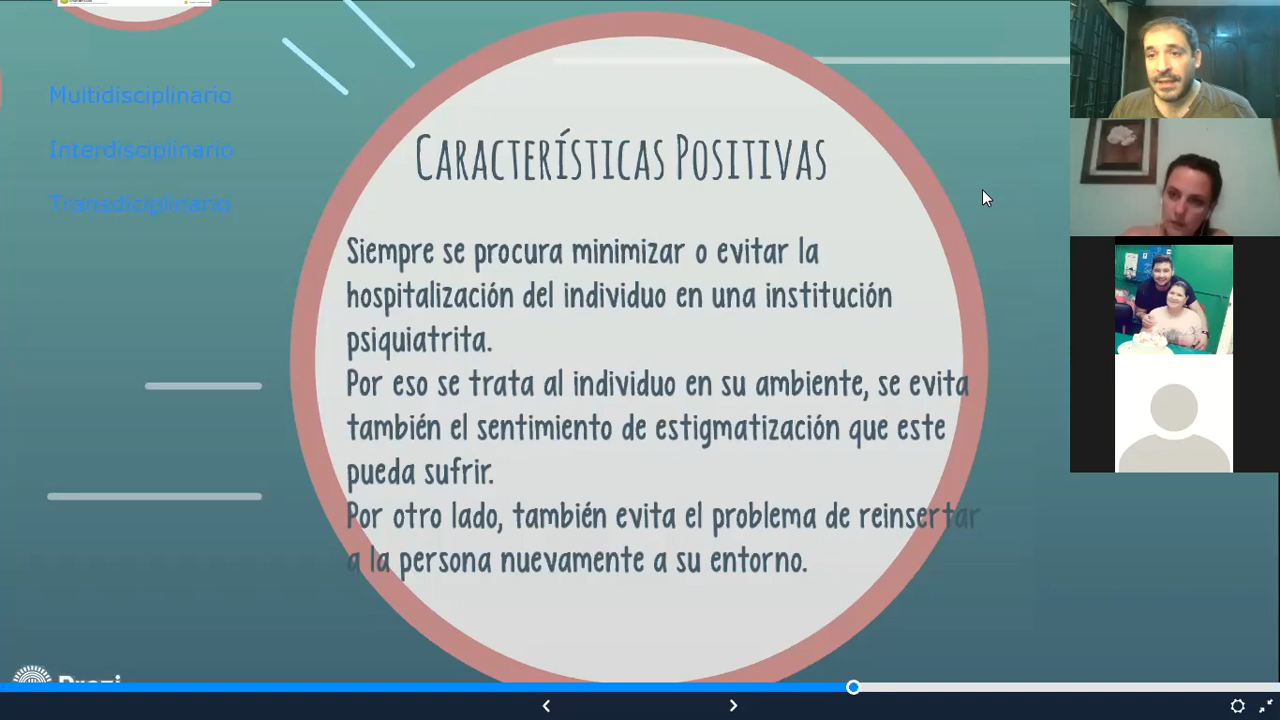 Multidisciplinario
Interdisciplinario
Transdiciplinario
Características Positivas
Siempre se procura minimizar o evitar la
hospitalización del individuo en una institución
psiquiatrita.
Por eso se trata al individuo en su ambiente, se evita
también el sentimiento de estigmatización que este
pueda sufrir.
Por otro lado, también evita el problema de reinsertar
a la persona nuevamente a su entorno.
Prezi